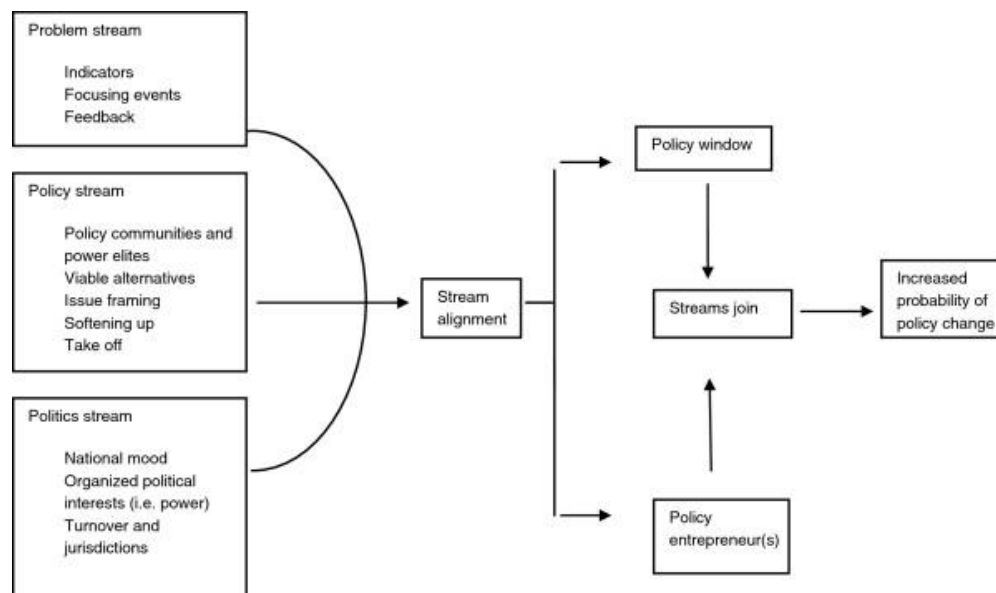 Problem stream
Indicators
Focusing events
Feedback
Policy stream
Policy communities and
power elites
Viable alternatives
Issue framing
Softening up
Take off
Politics stream
National mood
Organized political
interests (i.e. power)
Turnover and
jurisdictions
Stream
alignment
Policy window
Streams join
Policy
entrepreneur(s)
Increased
probability of
policy change